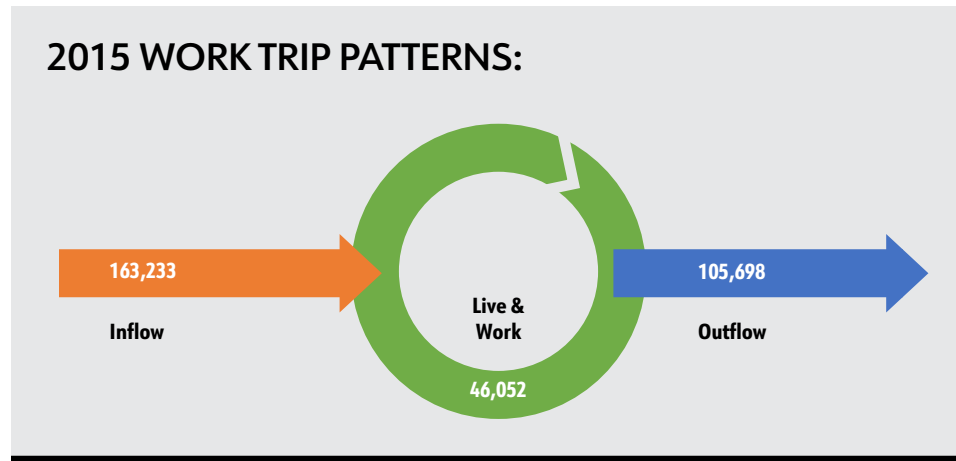 2015 WORK TRIP PATTERNS:
163,233
Inflow
Live &
Work
46,052
105,698
Outflow